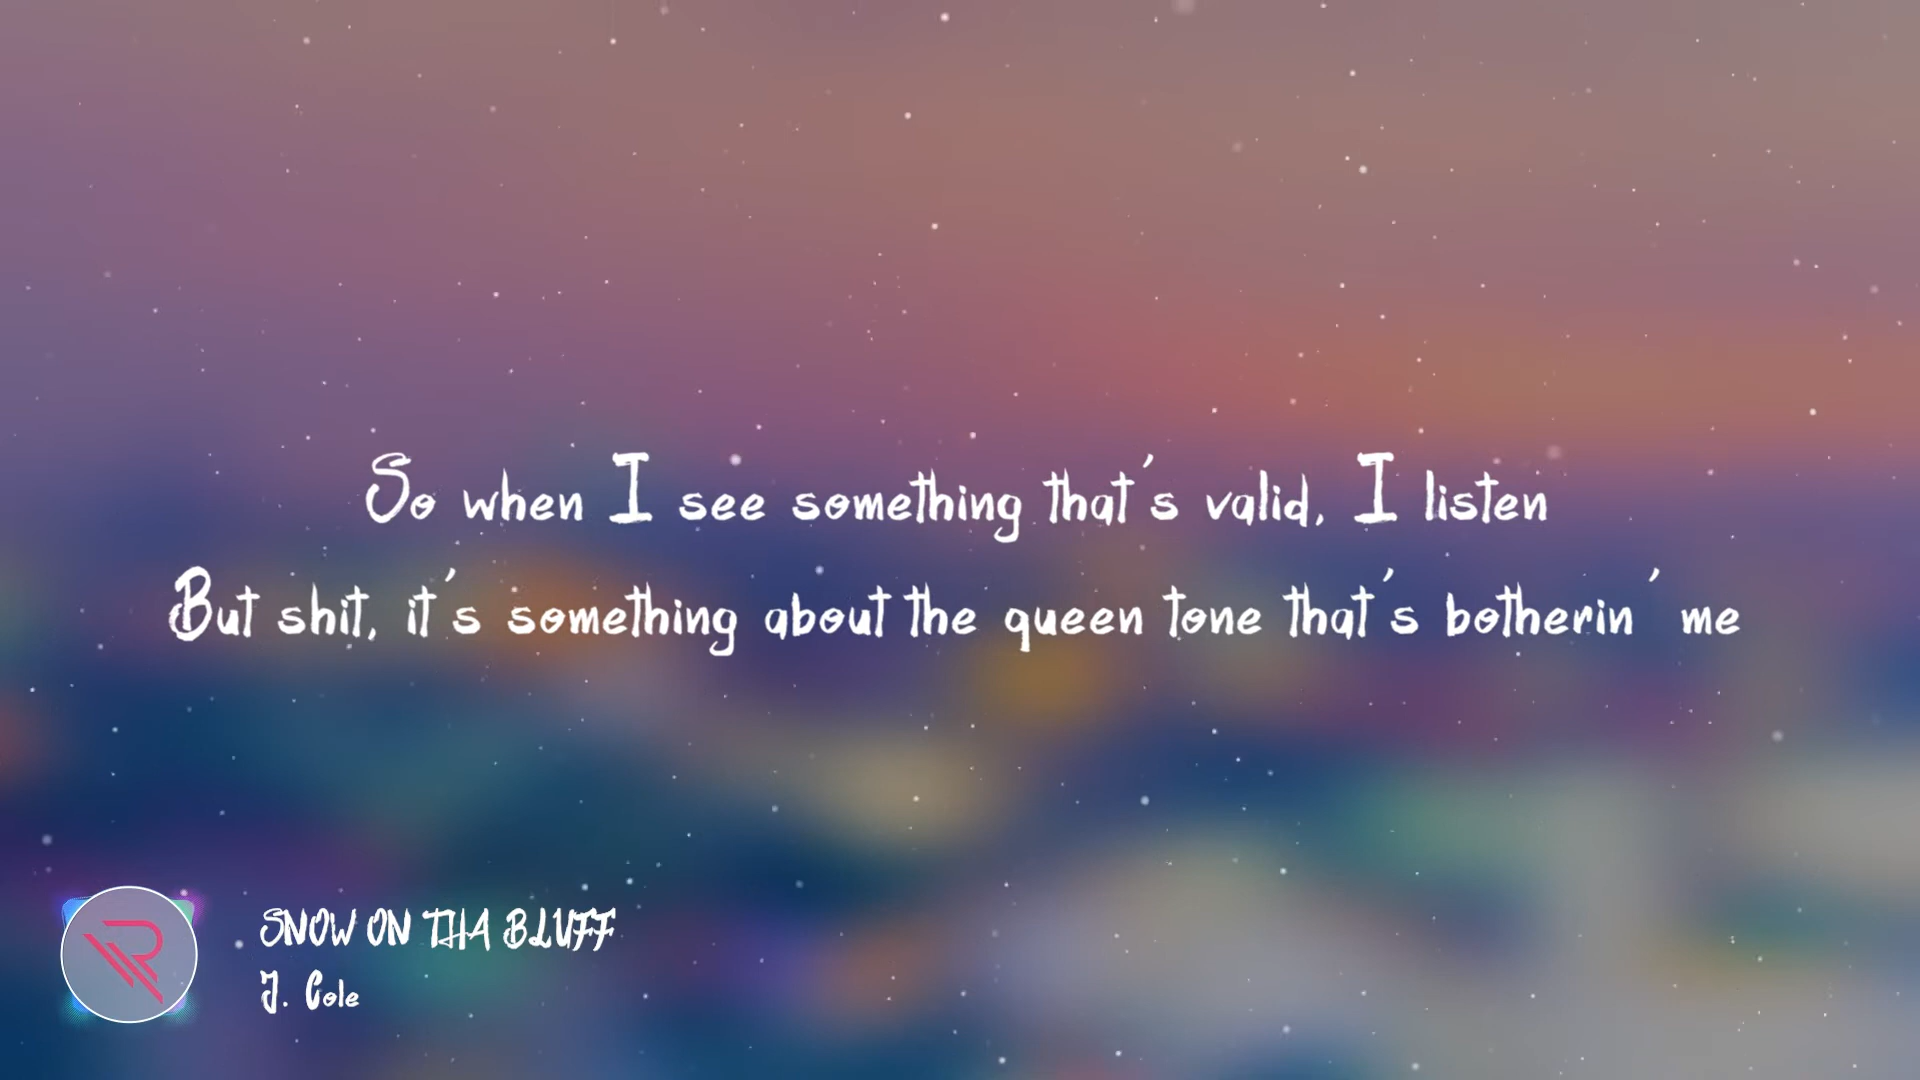 So when I see something that's valid, I listen
But shit, it's something about the queen tone that's botherin' me
SNOW ON THA BLUFF
J. Cole